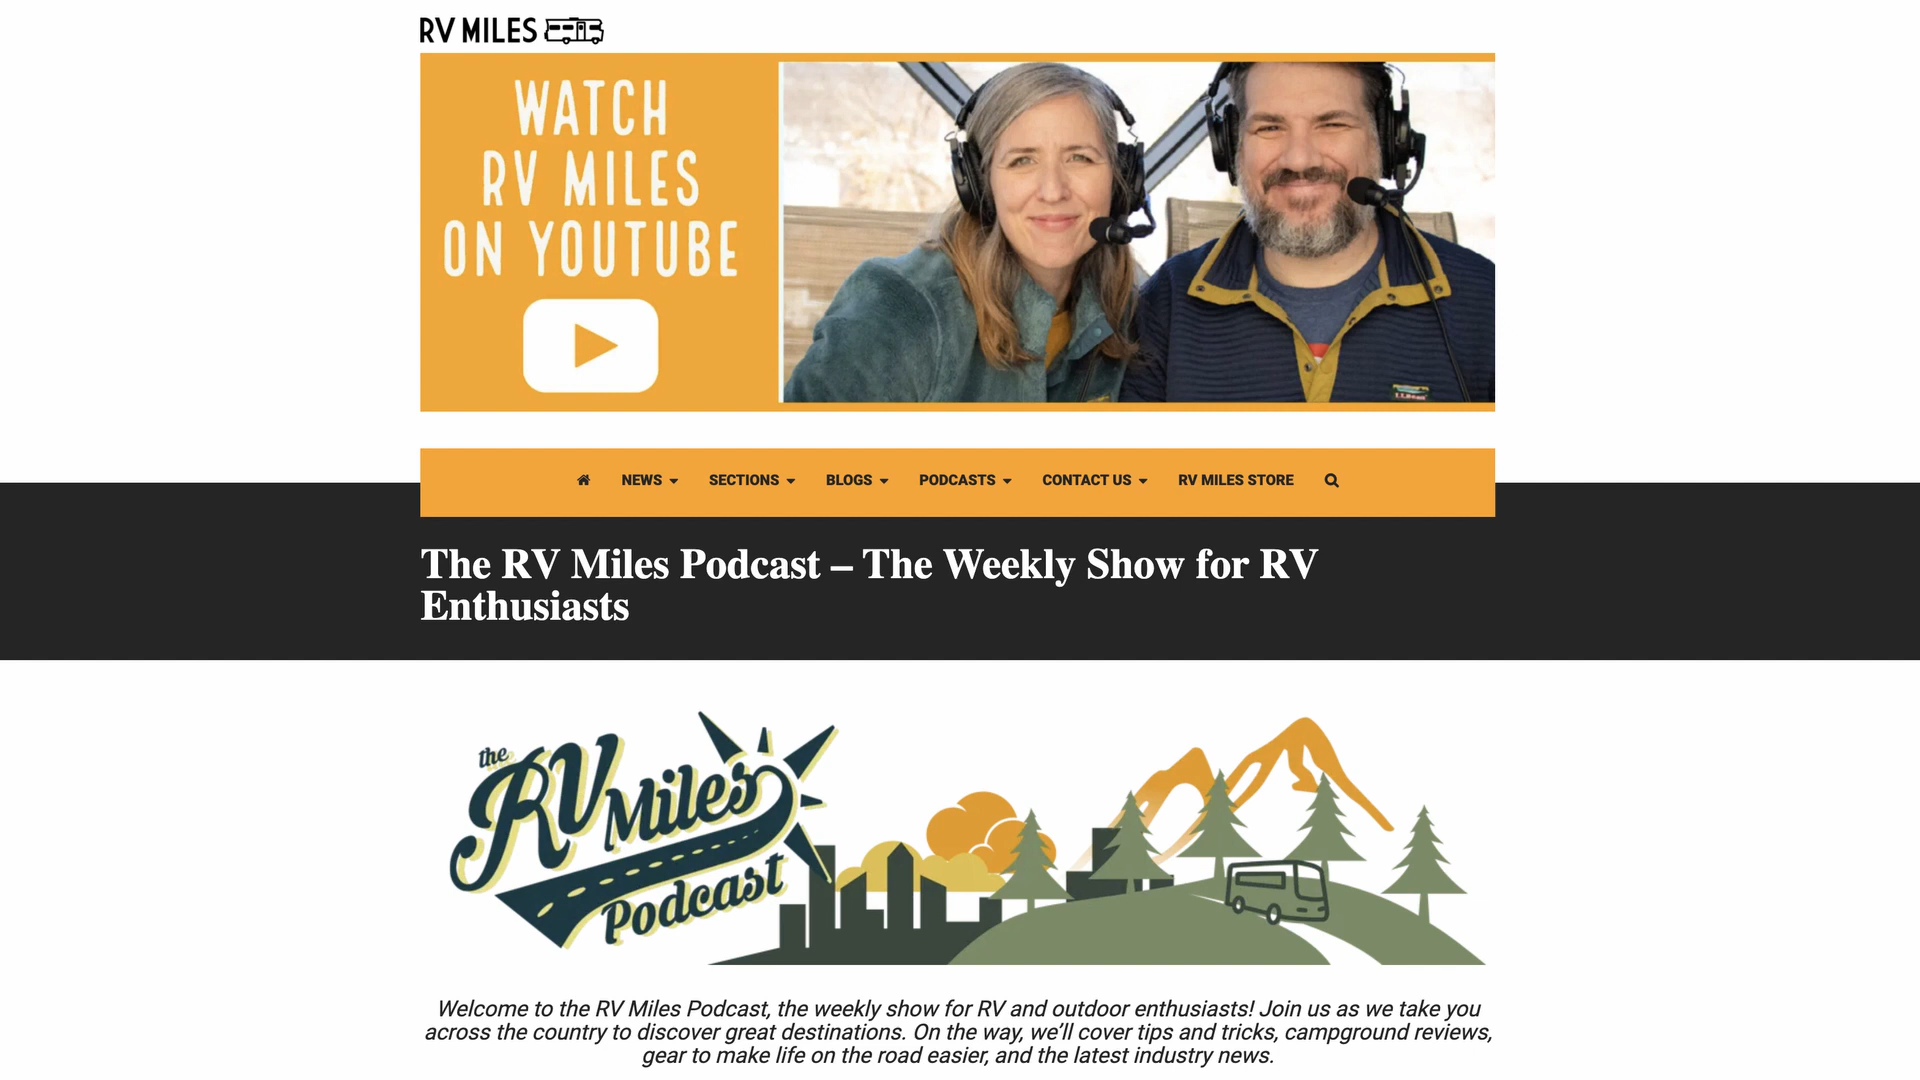 RV MILES
WATCH
RV MILES
ON YOUTUBE
L.L.Bean
NEWS
SECTIONS
BLOGS
PODCASTS
CONTACT US
RV MILES STORE
The RV Miles Podcast – The Weekly Show for RV
Enthusiasts
the
RV Miles
Podcast
Welcome to the RV Miles Podcast, the weekly show for RV and outdoor enthusiasts! Join us as we take you
across the country to discover great destinations. On the way, we’ll cover tips and tricks, campground reviews,
gear to make life on the road easier, and the latest industry news.